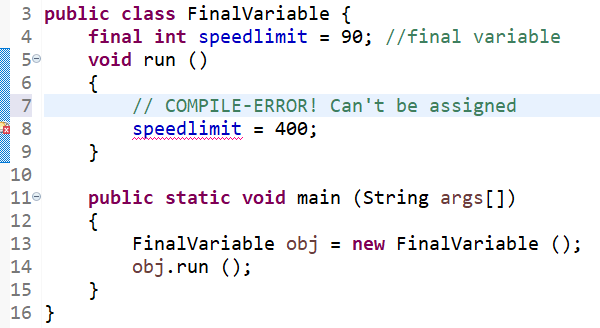 3 public class FinalVariable {
4 final int speedlimit = 90; //final variable
5 void run ()
6 {
7 // COMPILE-ERROR! Can't be assigned
8 speedlimit = 400;
9 }
10
11 public static void main (String args[])
12 {
13 FinalVariable obj = new FinalVariable ();
14 obj.run ();
15 }
16 }